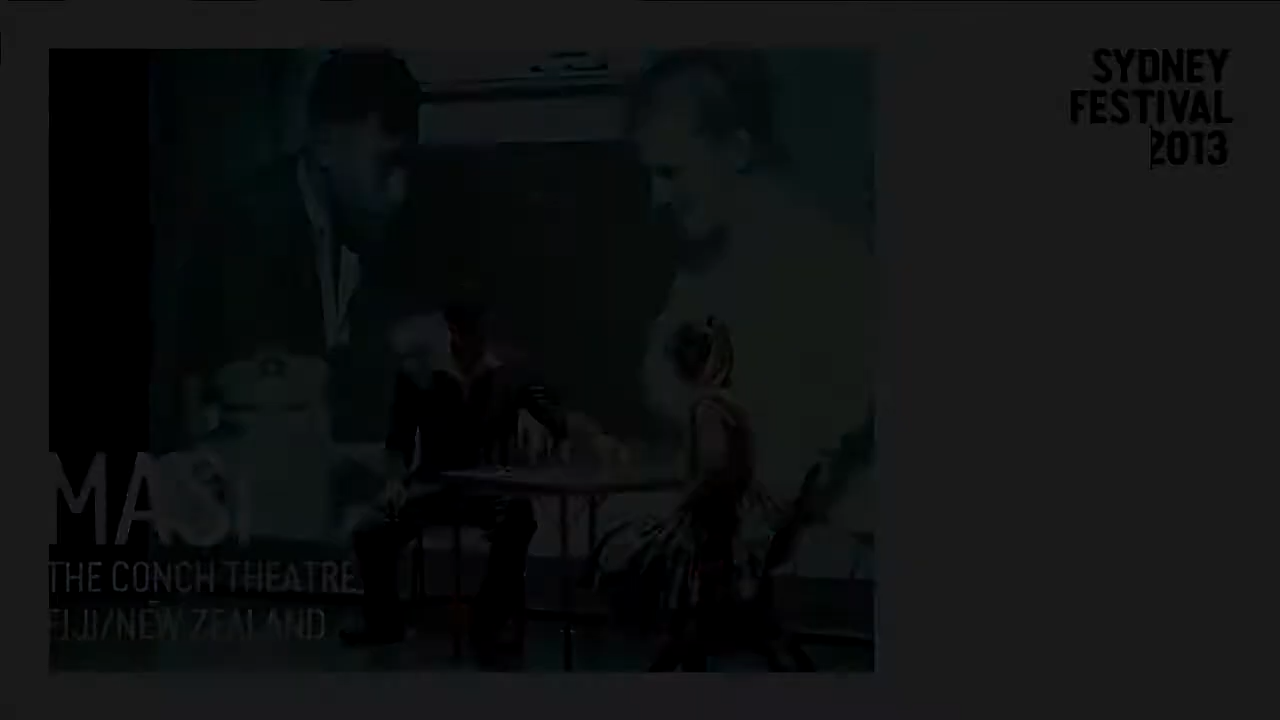 SYDNEY
FESTIVAL
2013
MASI
THE CONCH THEATRE
FIJI/NEW ZEALAND